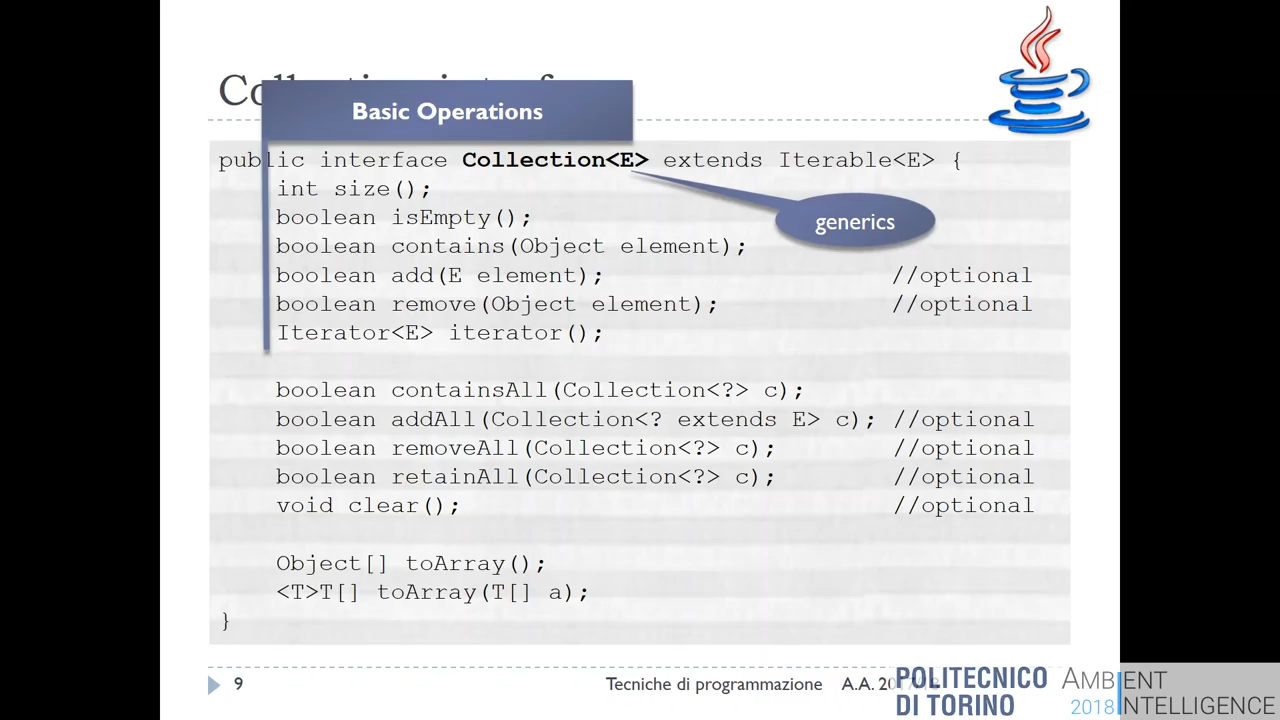 Basic Operations
public interface Collection<E> extends Iterable<E> {
int size();
boolean isEmpty();
generics
boolean contains(Object element);
boolean add(E element); //optional
boolean remove(Object element); //optional
Iterator<E> iterator();
boolean containsAll(Collection<?> c);
boolean addAll(Collection<? extends E> c); //optional
boolean removeAll(Collection<?> c); //optional
boolean retainAll(Collection<?> c); //optional
void clear(); //optional
Object[] toArray();
<T>T[] toArray(T[] a);
}
9
Tecniche di programmazione A.A.
POLITECNICO
DI TORINO
AMBIENT
2018 INTELLIGENCE